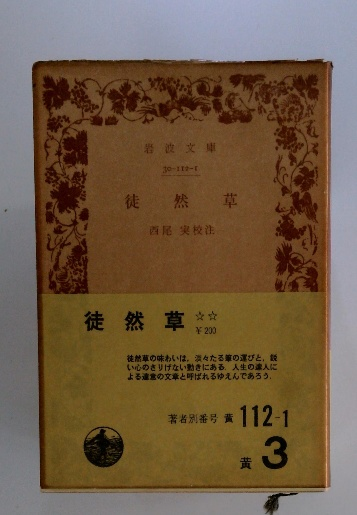 岩波文庫
30-112-1
徒然草
西尾 実校注
徒然草 ☆☆
￥200
徒然草の味わいは、淡々たる筆の運びと、鋭
い心のさりげない動きにある。人生の達人に
よる達意の文章と呼ばれるゆえんであろう。
著者別番号 黄 112-1
黄 3